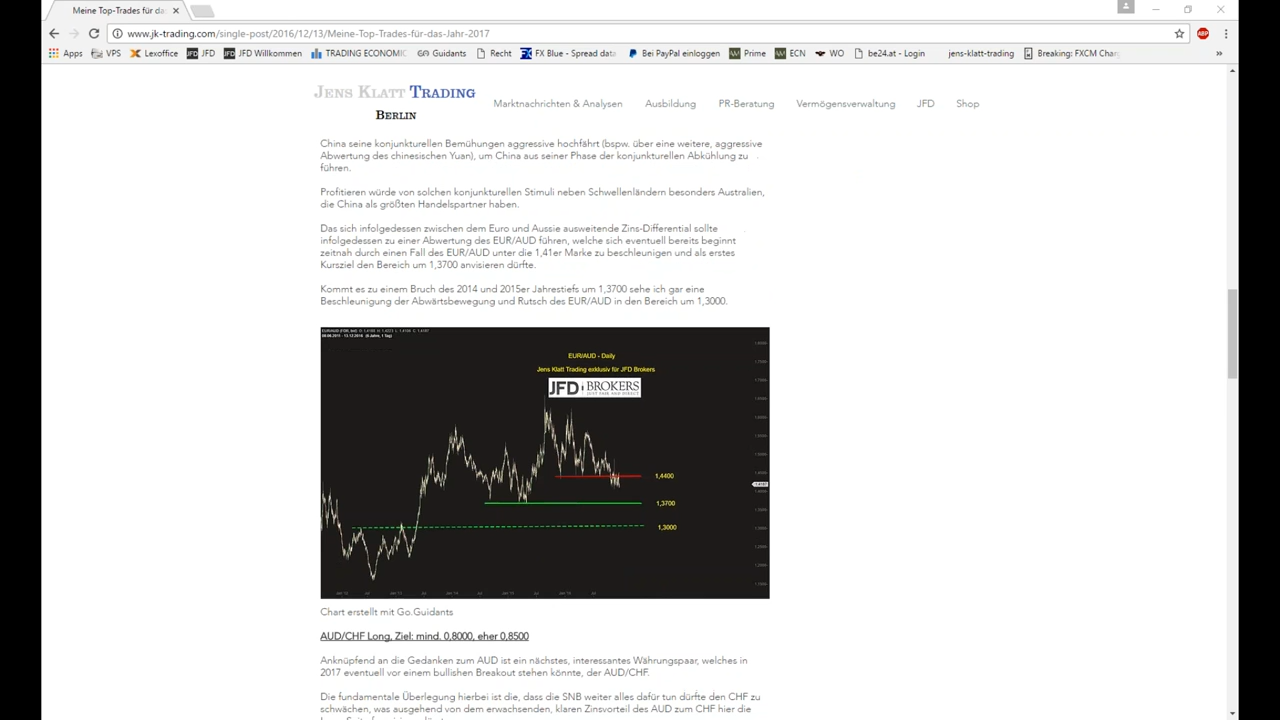 Meine Top-Trades für das
www.jk-trading.com/single-post/2016/12/13/Meine-Top-Trades-für-das-Jahr-2017
Apps VPS Lexoffice JFD JFD Willkommen TRADING ECONOMIC Guidants Recht FX Blue - Spread data Bei PayPal einloggen Prime ECN WO be24.at - Login jens-klatt-trading Breaking: FXCM Char
JENS KLATT TRADING
BERLIN
Marktnachrichten & Analysen Ausbildung PR-Beratung Vermögensverwaltung JFD Shop
China seine konjunkturellen Bemühungen aggressive hochfährt (bspw. über eine weitere, aggressive
Abwertung des chinesischen Yuan), um China aus seiner Phase der konjunkturellen Abkühlung zu
führen.
Profitieren würde von solchen konjunkturellen Stimuli neben Schwellenländern besonders Australien,
die China als größten Handelspartner haben.
Das sich infolgedessen zwischen dem Euro und Aussie ausweitende Zins-Differential sollte
infolgedessen zu einer Abwertung des EUR/AUD führen, welche sich eventuell bereits beginnt
zeitnah durch einen Fall des EUR/AUD unter die 1,41er Marke zu beschleunigen und als erstes
Kursziel den Bereich um 1,3700 anvisieren dürfte.
Kommt es zu einem Bruch des 2014 und 2015er Jahrestiefs um 1,3700 sehe ich gar eine
Beschleunigung der Abwärtsbewegung und Rutsch des EUR/AUD in den Bereich um 1,3000.
EUR/AUD - Daily
Jens Klatt Trading exklusiv für JFD Brokers
JFD BROKERS
JUST FAIR AND DIRECT
1,4400
1,3700
1,3000
Chart erstellt mit Go.Guidants
AUD/CHF Long, Ziel: mind. 0,8000, eher 0,8500
Anknüpfend an die Gedanken zum AUD ist ein nächstes, interessantes Währungspaar, welches in
2017 eventuell vor einem bullishen Breakout stehen könnte, der AUD/CHF.
Die fundamentale Überlegung hierbei ist die, dass die SNB weiter alles dafür tun dürfte den CHF zu
schwächen, was ausgehend von dem erwachsenden, klaren Zinsvorteil des AUD zum CHF hier die